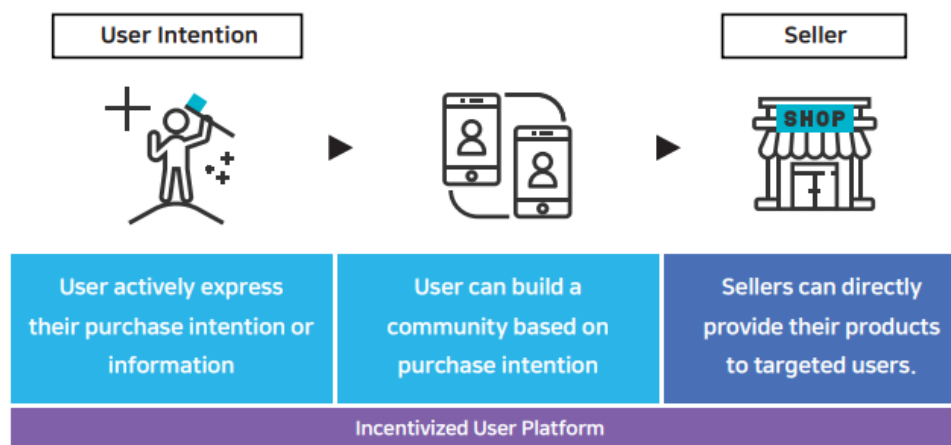 User Intention
Seller
SHOP
User actively express
their purchase intention or
information
User can build a
community based on
purchase intention
Sellers can directly
provide their products
to targeted users.
Incentivized User Platform